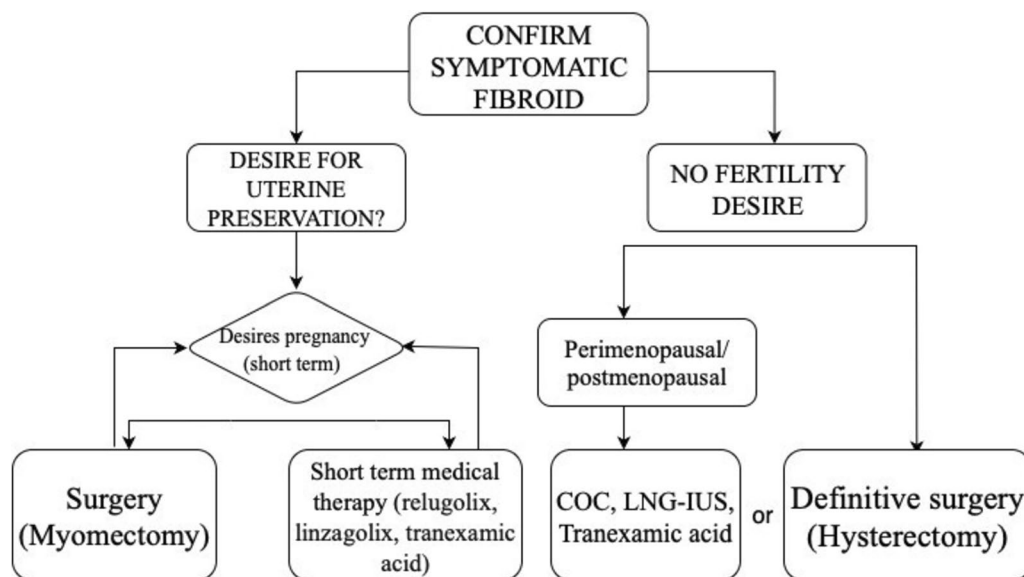 CONFIRM
SYMPTOMATIC
FIBROID
DESIRE FOR
UTERINE
PRESERVATION?
NO FERTILITY
DESIRE
Desires pregnancy
(short term)
Perimenopausal/
postmenopausal
Surgery
(Myomectomy)
Short term medical
therapy (relugolix,
linzagolix, tranexamic
acid)
COC, LNG-IUS,
Tranexamic acid
or
Definitive surgery
(Hysterectomy)